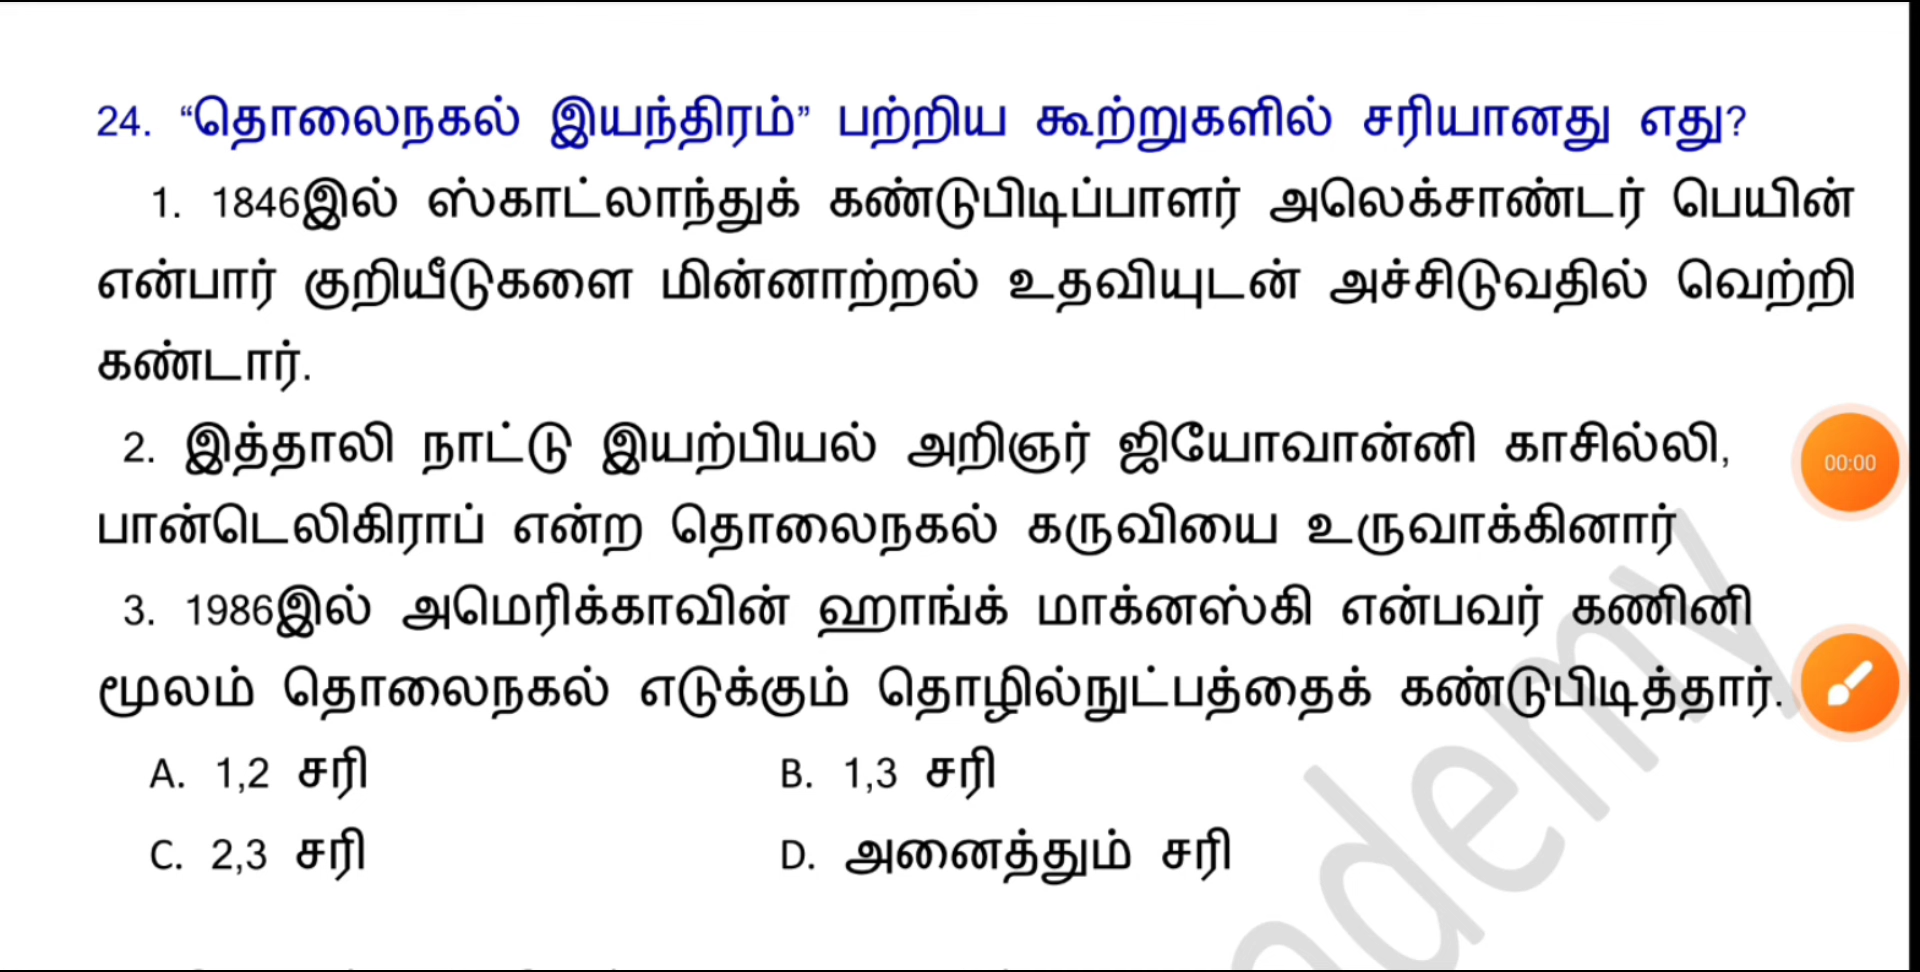 24. “தொலைநகல் இயந்திரம்” பற்றிய கூற்றுகளில் சரியானது எது?
1. 1846இல் ஸ்காட்லாந்துக் கண்டுபிடிப்பாளர் அலெக்சாண்டர் பெயின்
என்பார் குறியீடுகளை மின்னாற்றல் உதவியுடன் அச்சிடுவதில் வெற்றி
கண்டார்.
2. இத்தாலி நாட்டு இயற்பியல் அறிஞர் ஜியோவான்னி காசில்லி,
00:00
பான்டெலிகிராப் என்ற தொலைநகல் கருவியை உருவாக்கினார்
3. 1986இல் அமெரிக்காவின் ஹாங்க் மாக்னஸ்கி என்பவர் கணினி
மூலம் தொலைநகல் எடுக்கும் தொழில்நுட்பத்தைக் கண்டுபிடித்தார்.
A. 1,2 சரி
B. 1,3 சரி
C. 2,3 சரி
D. அனைத்தும் சரி